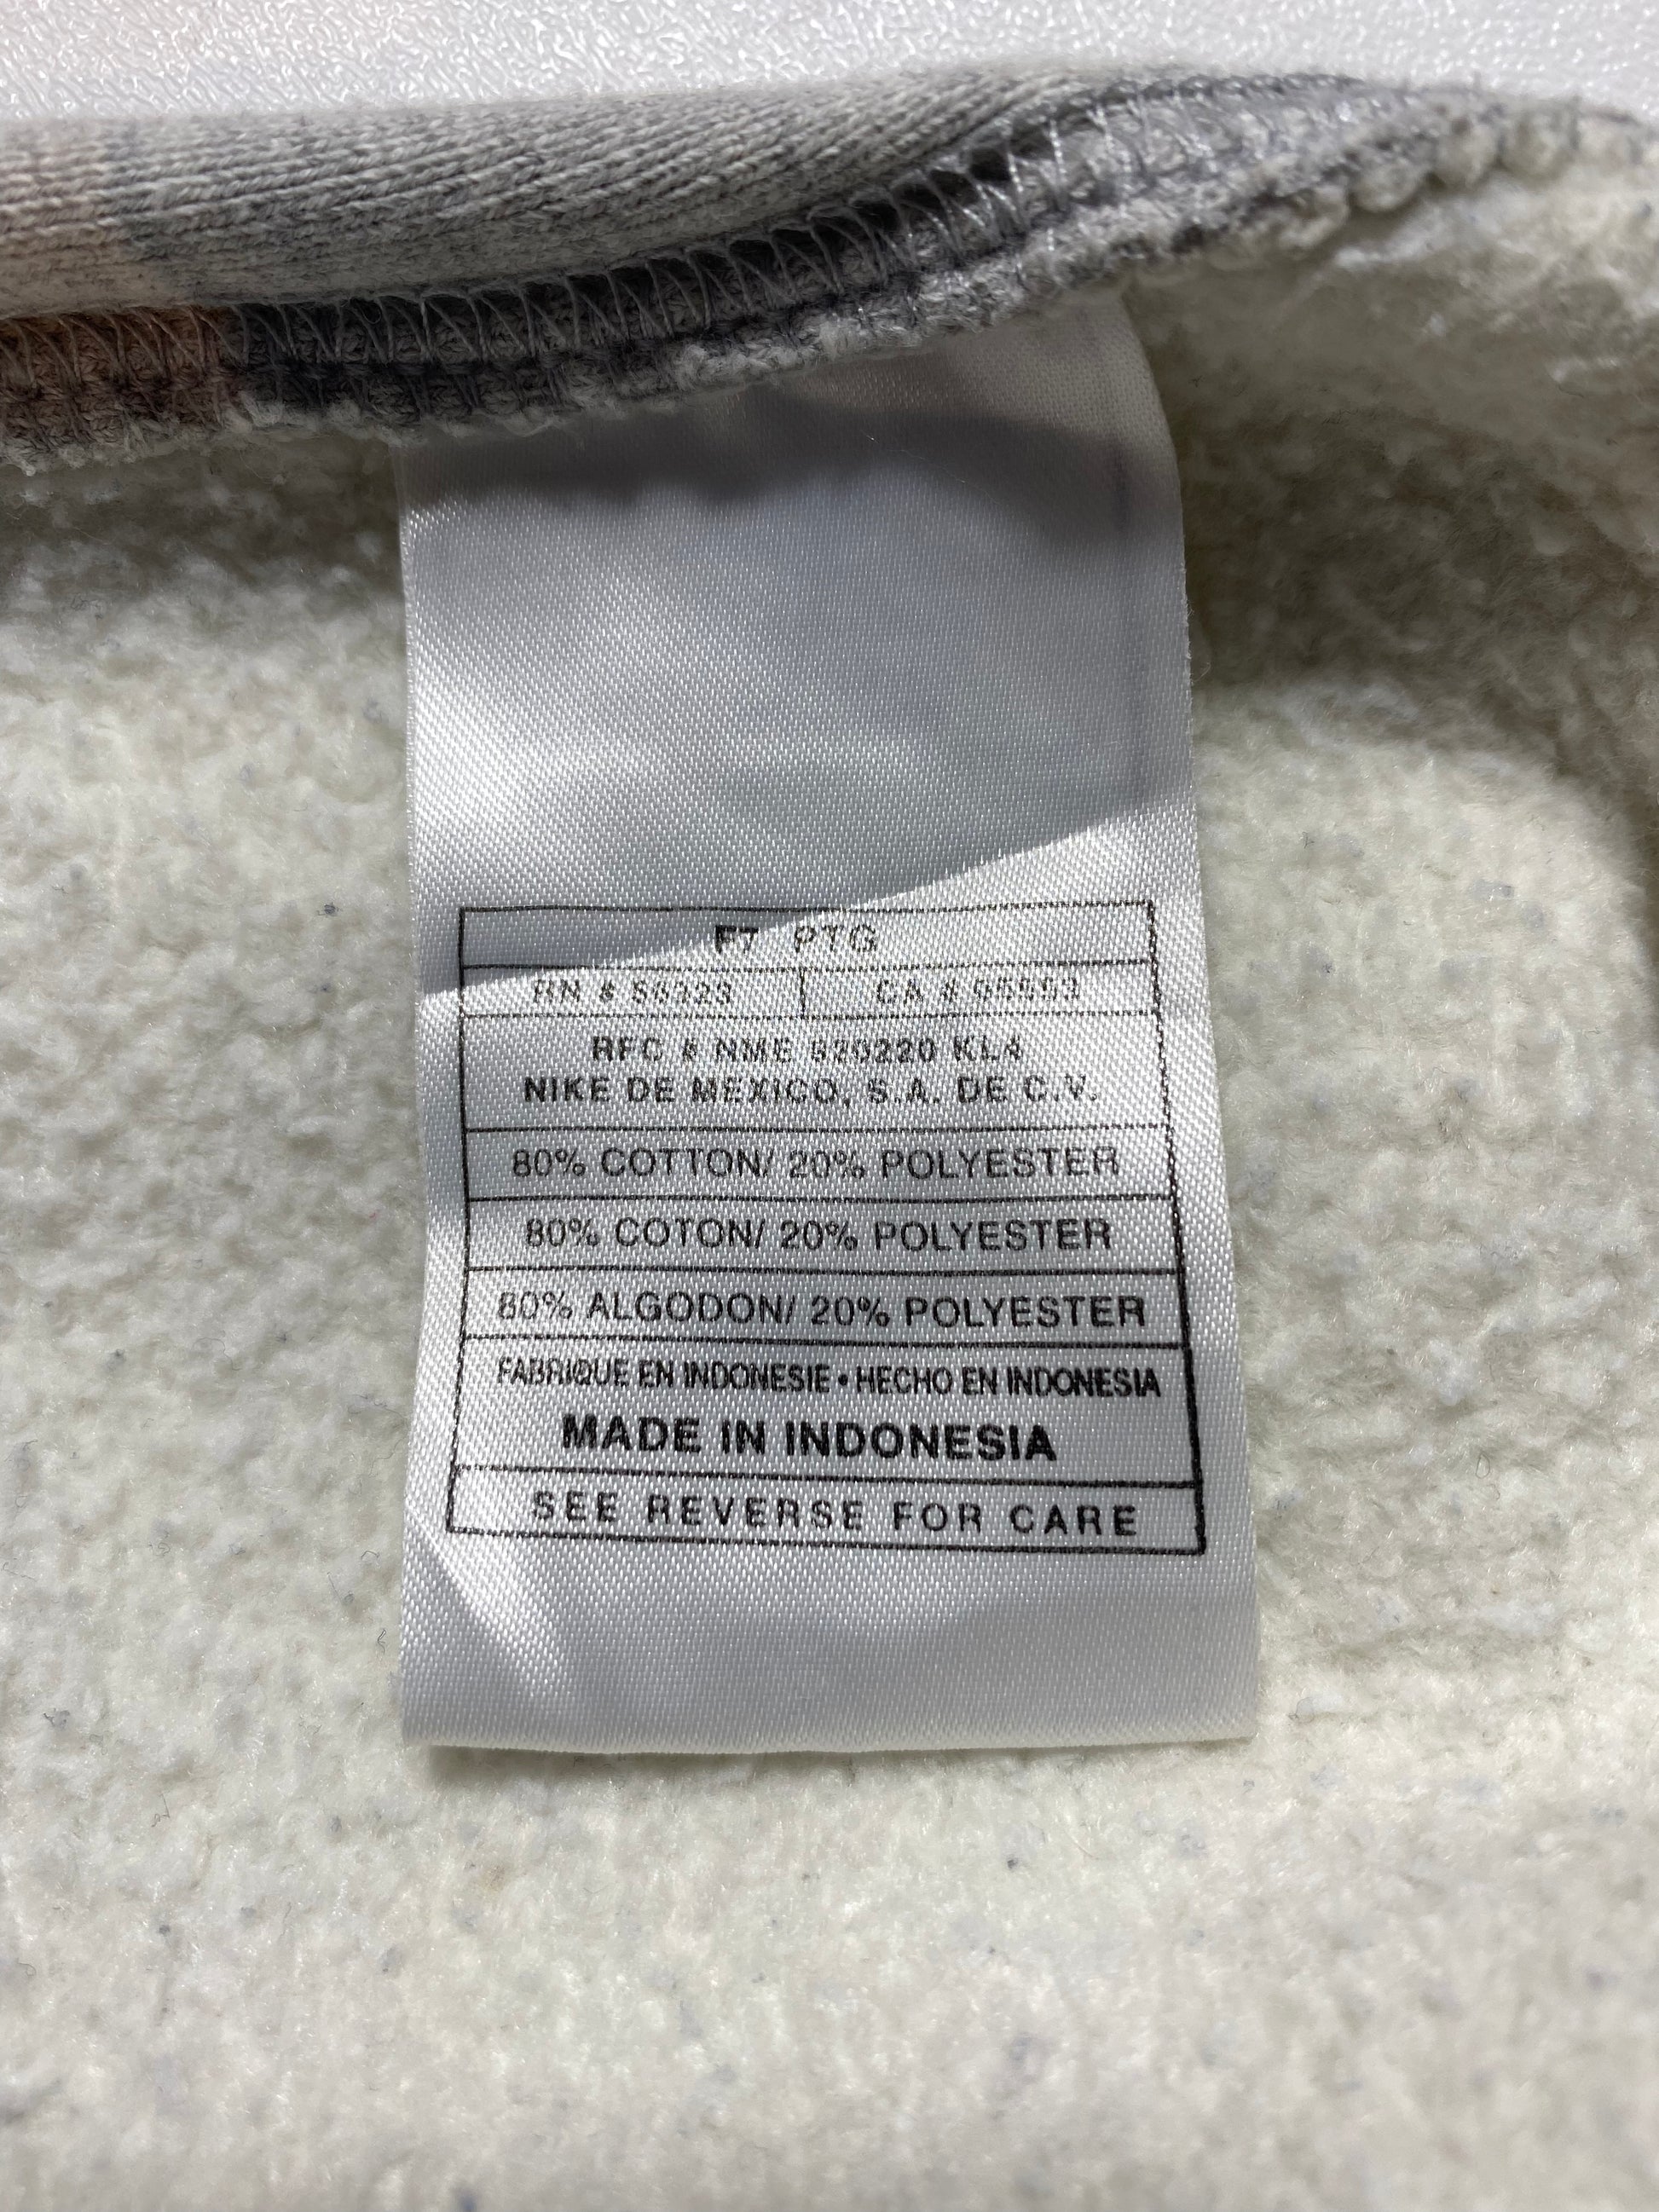 F7 PTG
RN # 56323 CA # 05553
RFC # NME 920220 KL4
NIKE DE MEXICO, S.A. DE C.V.
80% COTTON/ 20% POLYESTER
80% COTON/ 20% POLYESTER
80% ALGODON/ 20% POLYESTER
FABRIQUE EN INDONESIE • HECHO EN INDONESIA
MADE IN INDONESIA
SEE REVERSE FOR CARE